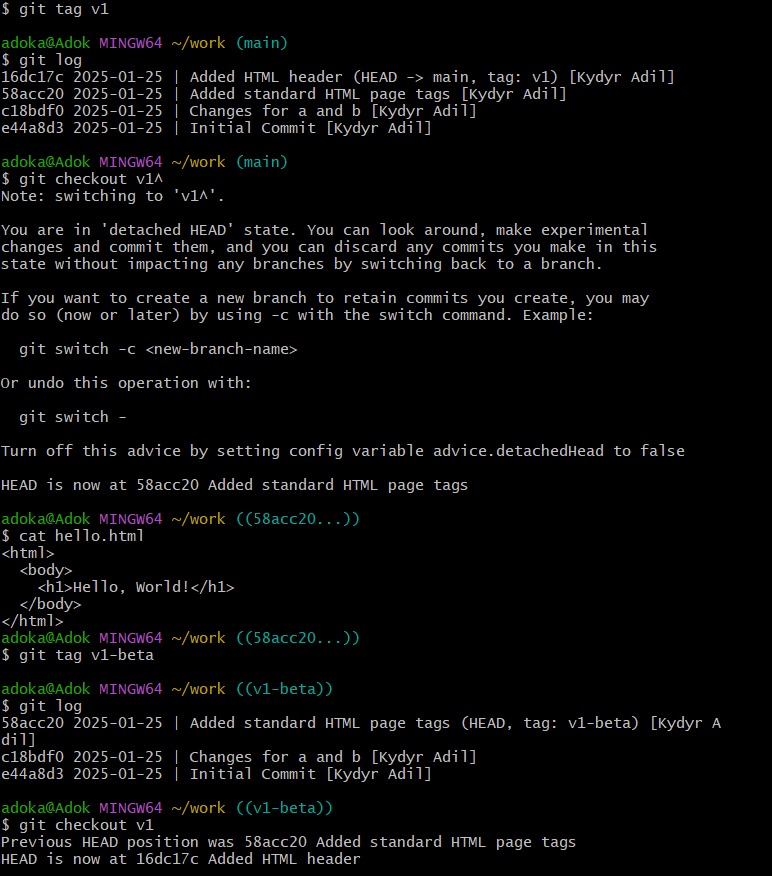 $ git tag v1
adoka@Adok MINGW64 ~/work (main)
$ git log
16dc17c 2025-01-25 | Added HTML header (HEAD -> main, tag: v1) [Kydyr Adil]
58acc20 2025-01-25 | Added standard HTML page tags [Kydyr Adil]
c18bdf0 2025-01-25 | Changes for a and b [Kydyr Adil]
e44a8d3 2025-01-25 | Initial Commit [Kydyr Adil]
adoka@Adok MINGW64 ~/work (main)
$ git checkout v1^
Note: switching to 'v1^'.
You are in 'detached HEAD' state. You can look around, make experimental
changes and commit them, and you can discard any commits you make in this
state without impacting any branches by switching back to a branch.
If you want to create a new branch to retain commits you create, you may
do so (now or later) by using -c with the switch command. Example:
  git switch -c <new-branch-name>
Or undo this operation with:
  git switch -
Turn off this advice by setting config variable advice.detachedHead to false
HEAD is now at 58acc20 Added standard HTML page tags
adoka@Adok MINGW64 ~/work ((58acc20...))
$ cat hello.html
<html>
  <body>
    <h1>Hello, World!</h1>
  </body>
</html>
adoka@Adok MINGW64 ~/work ((58acc20...))
$ git tag v1-beta
adoka@Adok MINGW64 ~/work ((v1-beta))
$ git log
58acc20 2025-01-25 | Added standard HTML page tags (HEAD, tag: v1-beta) [Kydyr A
dil]
c18bdf0 2025-01-25 | Changes for a and b [Kydyr Adil]
e44a8d3 2025-01-25 | Initial Commit [Kydyr Adil]
adoka@Adok MINGW64 ~/work ((v1-beta))
$ git checkout v1
Previous HEAD position was 58acc20 Added standard HTML page tags
HEAD is now at 16dc17c Added HTML header